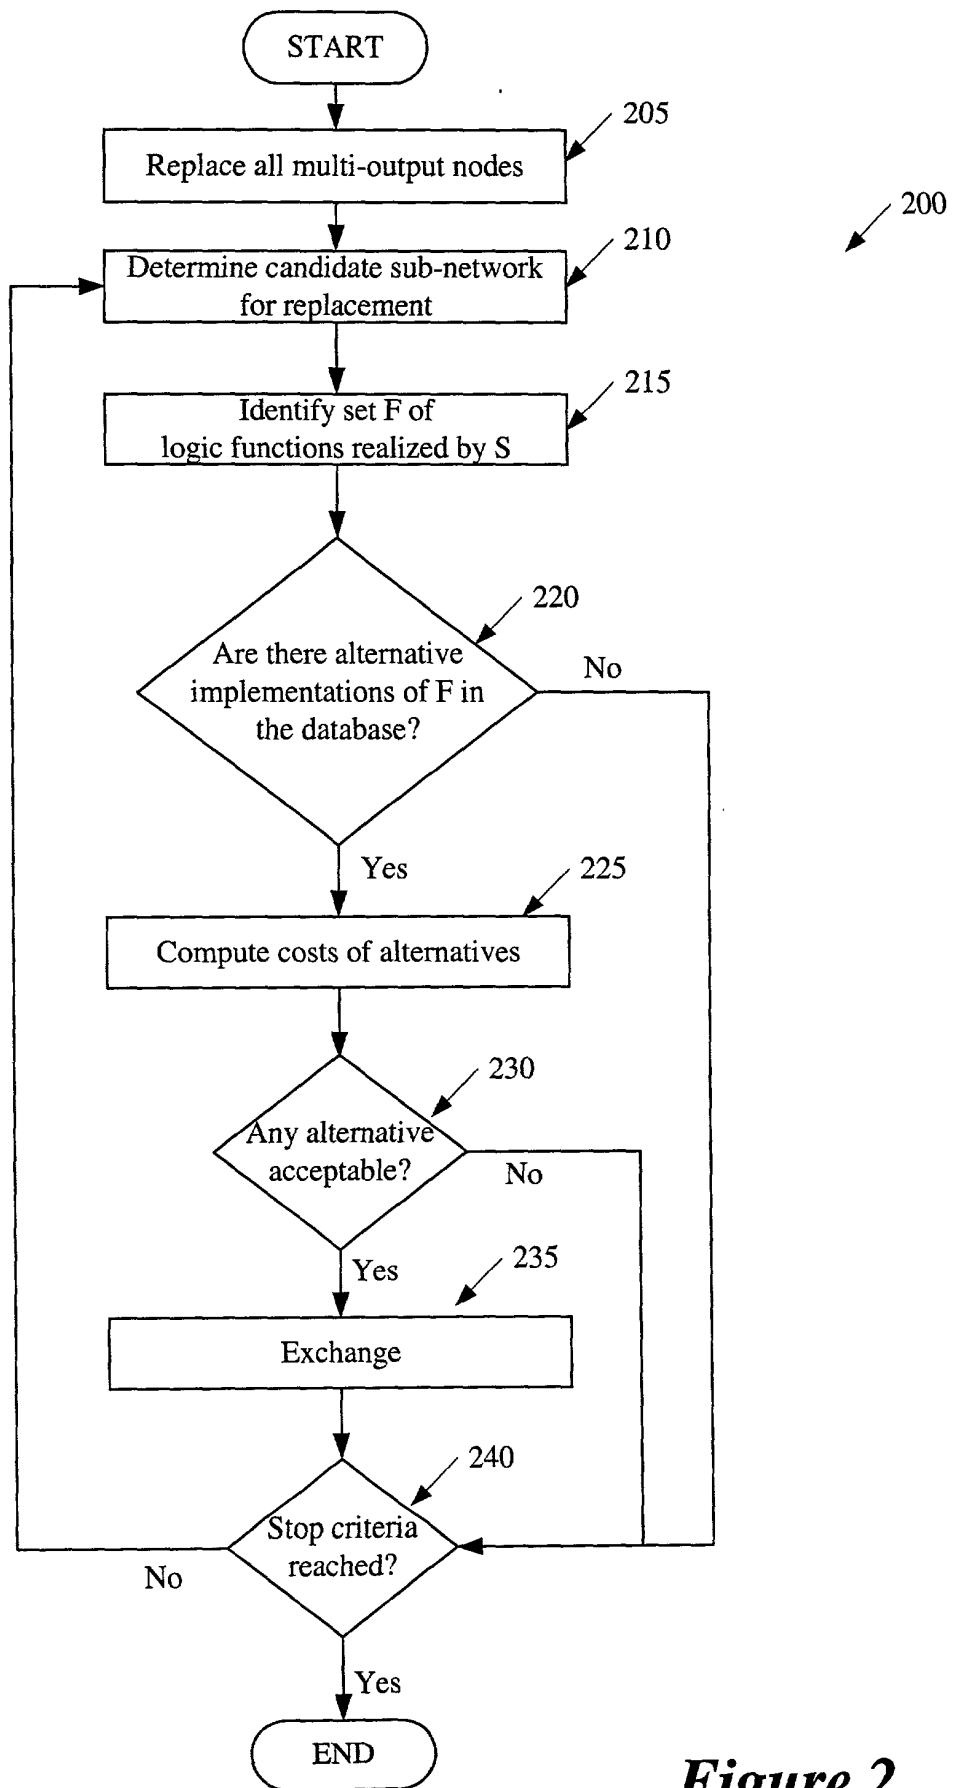 START
205
Replace all multi-output nodes
200
210
Determine candidate sub-network
for replacement
215
Identify set F of
logic functions realized by S
220
Are there alternative
implementations of F in
the database?
No
Yes
225
Compute costs of alternatives
230
Any alternative
acceptable?
No
Yes
235
Exchange
240
Stop criteria
reached?
No
Yes
END
Figure 2